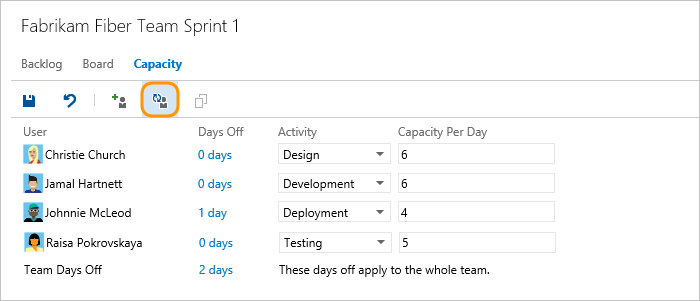 Fabrikam Fiber Team Sprint 1
Backlog Board Capacity
User Days Off Activity Capacity Per Day
Christie Church 0 days Design 6
Jamal Hartnett 0 days Development 6
Johnnie McLeod 1 day Deployment 4
Raisa Pokrovskaya 0 days Testing 5
Team Days Off 2 days These days off apply to the whole team.